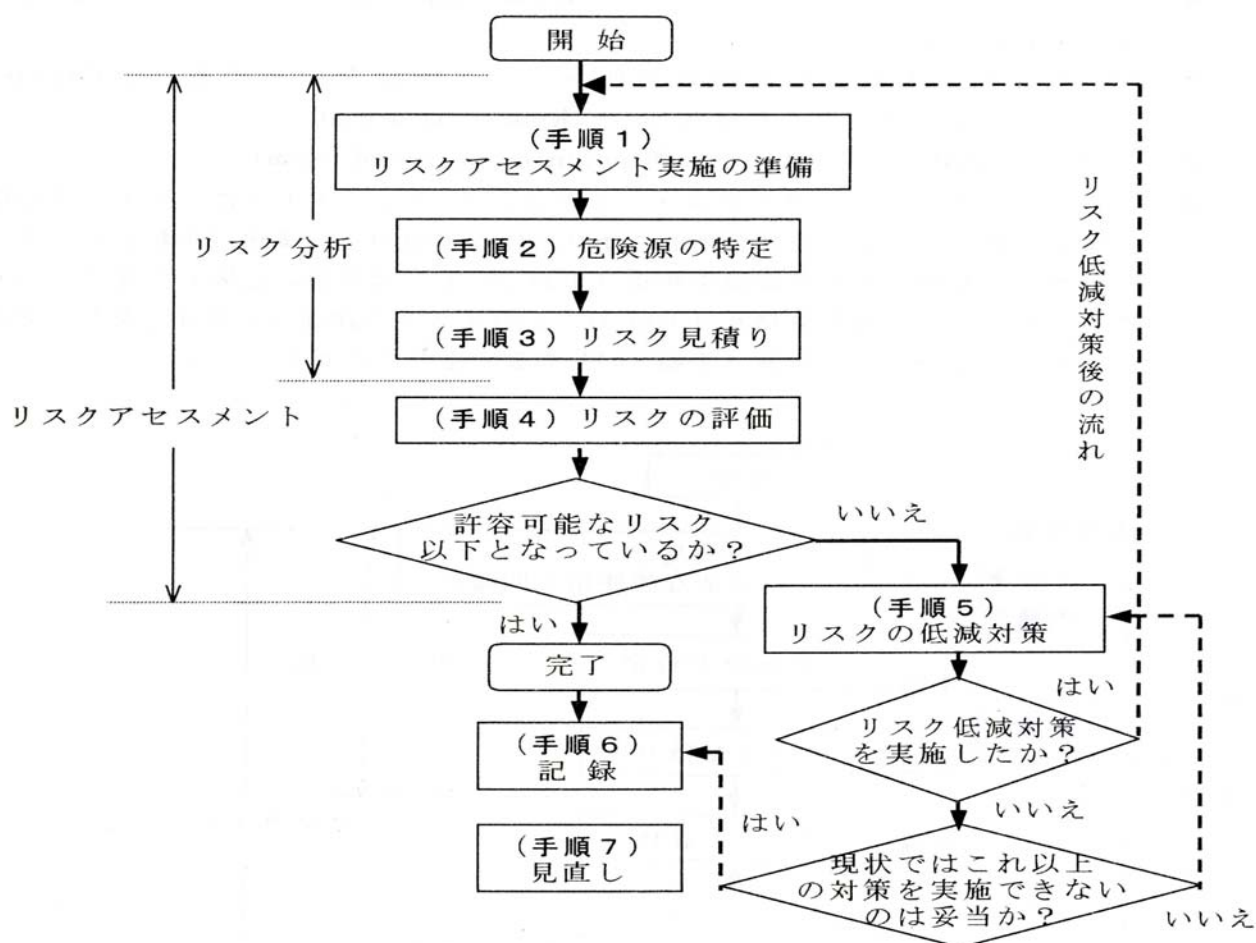 開 始
(手順1)
リスクアセスメント実施の準備
リスク分析
(手順2)危険源の特定
(手順3)リスク見積り
リスクアセスメント
(手順4)リスクの評価
リスク低減対策後の流れ
許容可能なリスク
以下となっているか?
いいえ
はい
(手順5)
リスクの低減対策
完了
はい
リスク低減対策
を実施したか?
(手順6)
記 録
いいえ
はい
(手順7)
見直し
現状ではこれ以上
の対策を実施できない
のは妥当か?
いいえ